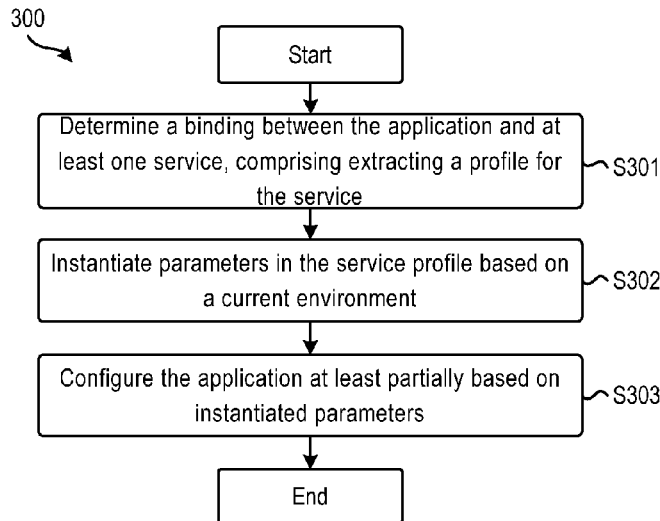 300
Start
Determine a binding between the application and at
least one service, comprising extracting a profile for
the service
S301
Instantiate parameters in the service profile based on
a current environment
S302
Configure the application at least partially based on
instantiated parameters
S303
End